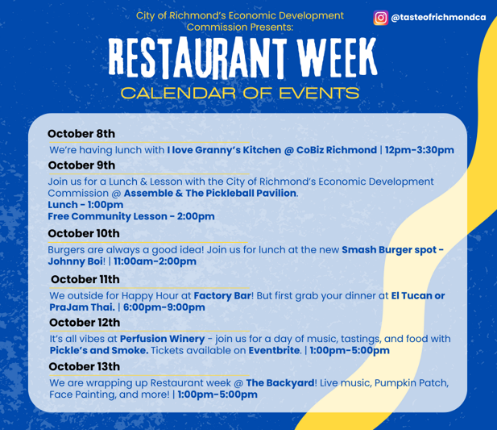 City of Richmond's Economic Development
Commission Presents:
@tasteofrichmondca
RESTAURANT WEEK
CALENDAR OF EVENTS
October 8th
We're having lunch with I love Granny's Kitchen @ CoBiz Richmond | 12pm-3:30pm
October 9th
Join us for a Lunch & Lesson with the City of Richmond's Economic Development
Commission @ Assemble & The Pickleball Pavilion.
Lunch - 1:00pm
Free Community Lesson - 2:00pm
October 10th
Burgers are always a good idea! Join us for lunch at the new Smash Burger spot -
Johnny Boi! | 11:00am-2:00pm
October 11th
We outside for Happy Hour at Factory Bar! But first grab your dinner at El Tucan or
PraJam Thai. | 6:00pm-9:00pm
October 12th
It's all vibes at Perfusion Winery - join us for a day of music, tastings, and food with
Pickle's and Smoke. Tickets available on Eventbrite. | 1:00pm-5:00pm
October 13th
We are wrapping up Restaurant week @ The Backyard! Live music, Pumpkin Patch,
Face Painting, and more! | 1:00pm-5:00pm